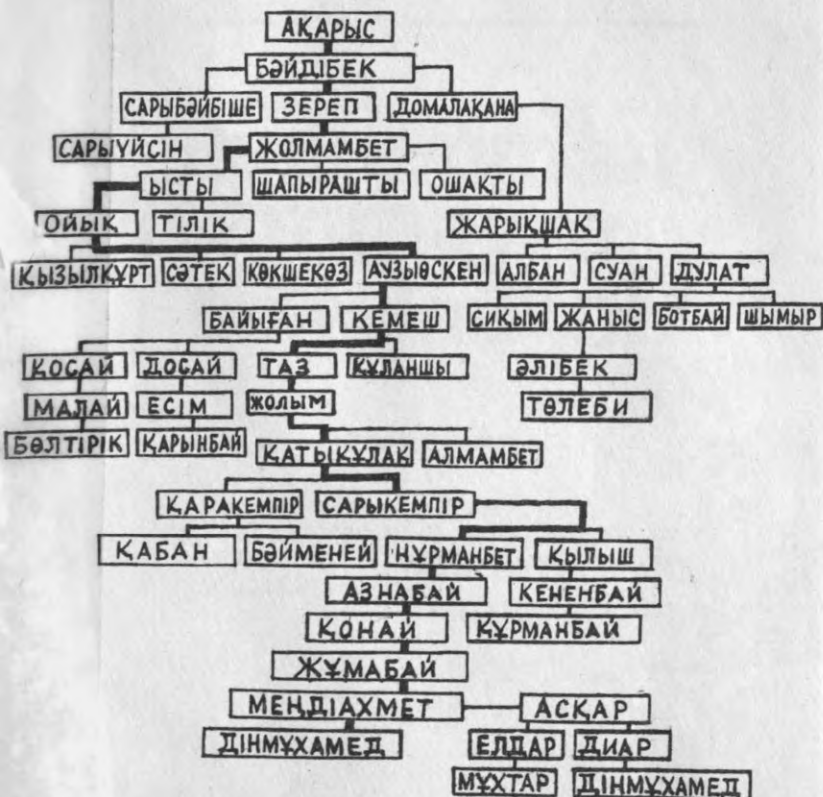 АҚАРЫС
БӘЙДІБЕК
САРЫБӘЙБІШЕ ЗЕРЕП ДОМАЛАҚАНА
САРЫҮЙСІН ЖОЛМАМБЕТ
ЫСТЫ ШАПЫРАШТЫ ОШАҚТЫ
ОЙЫҚ ТІЛІК ЖАРЫҚШАҚ
ҚЫЗЫЛҚҰРТ СӘТЕК КӨКШЕКӨЗ АУЗЫӨСКЕН АЛБАН СУАН ДУЛАТ
БАЙЫҒАН КЕМЕШ СИҚЫМ ЖАНЫС БОТБАЙ ШЫМЫР
ҚОСАЙ ДОСАЙ ТАЗ ҚҰЛАНШЫ ӘЛІБЕК
МАЛАЙ ЕСІМ ЖОЛЫМ ТӨЛЕБИ
БӨЛТІРІК ҚАРЫНБАЙ ҚАТЫҚҰЛАҚ АЛМАМБЕТ
ҚАРАКЕМПІР САРЫКЕМПІР
ҚАБАН БӘЙМЕНЕЙ НҰРМАНБЕТ ҚЫЛЫШ
АЗНАБАЙ КЕНЕНБАЙ
ҚОНАЙ ҚҰРМАНБАЙ
ЖҰМАБАЙ
МЕҢДІАХМЕТ АСҚАР
ДІНМҰХАМЕД ЕЛДАР ДИАР
МҰХТАР ДІНМҰХАМЕД